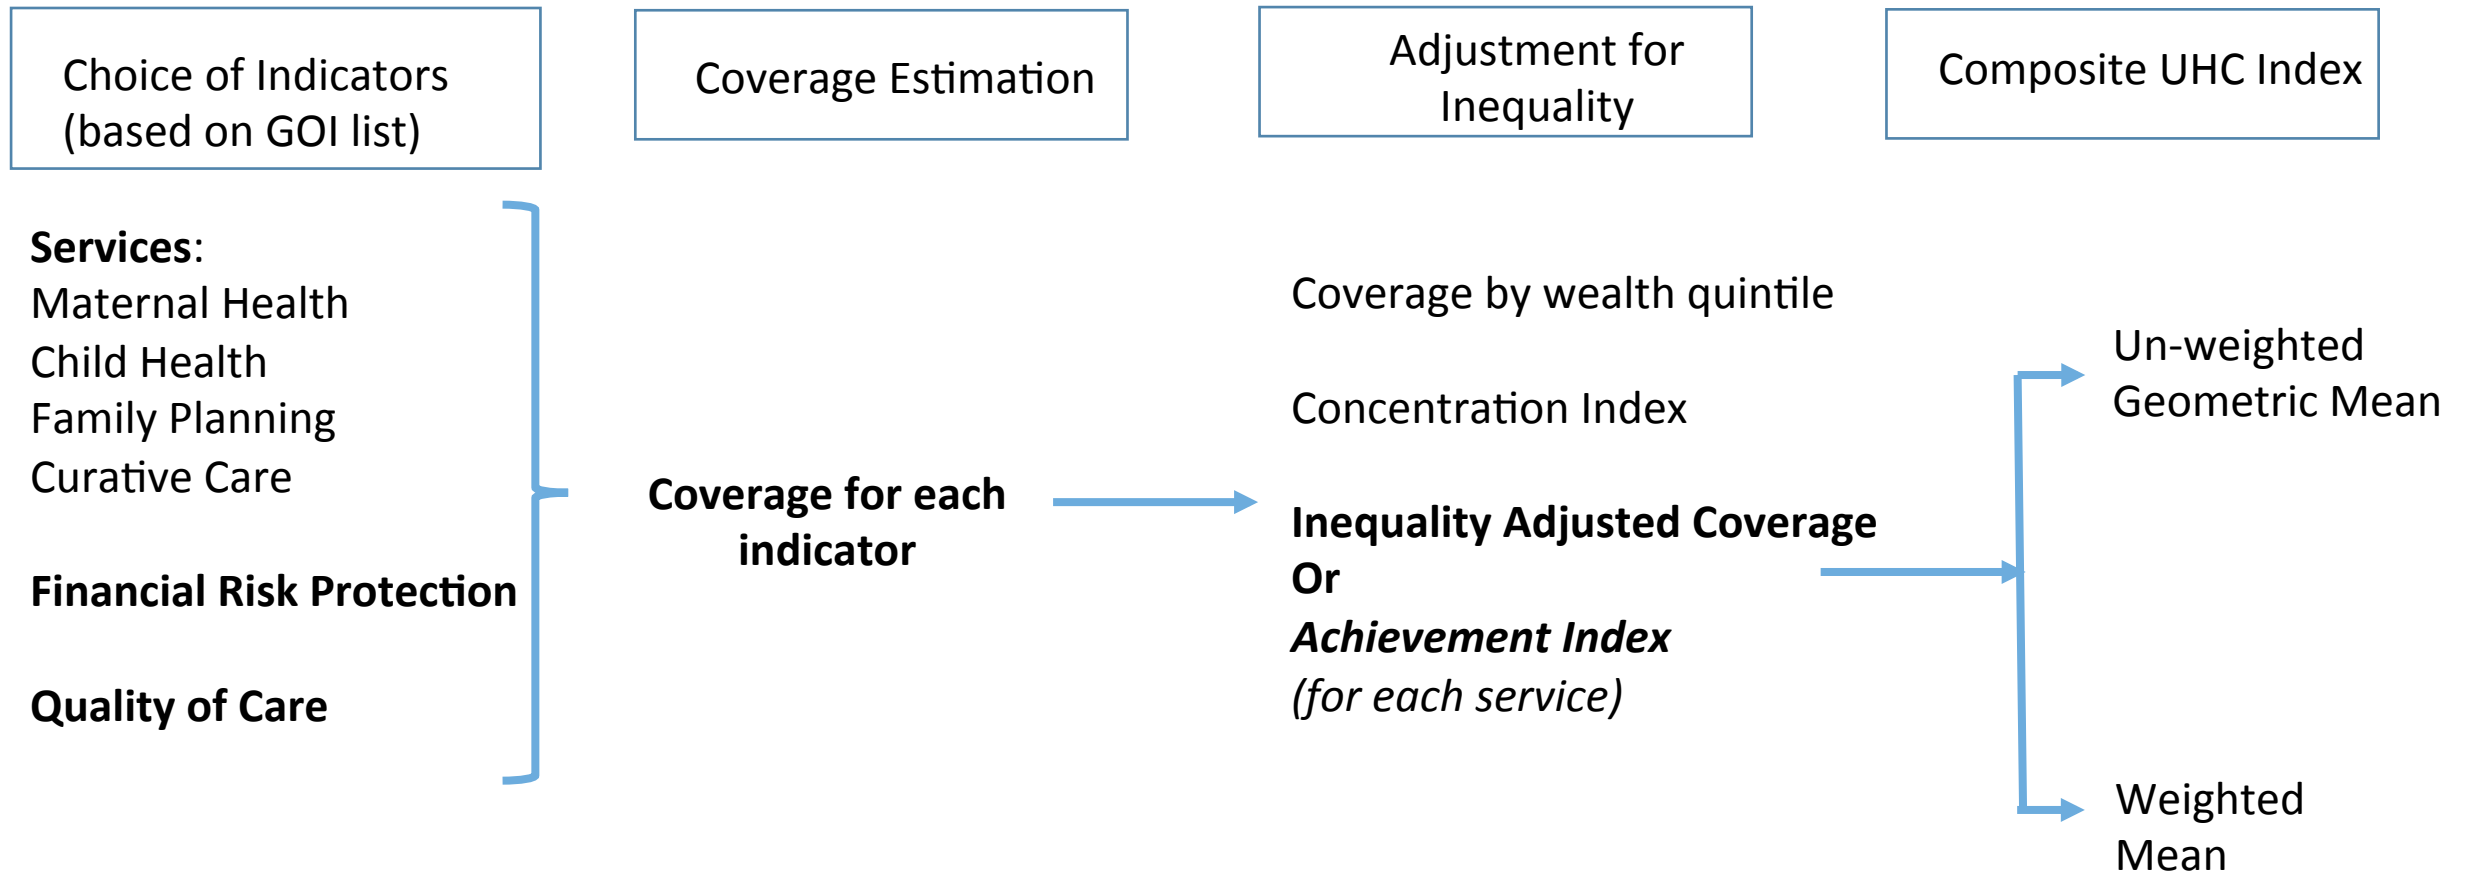 Choice of Indicators
(based on GOI list)
Coverage Estimation
Adjustment for
Inequality
Composite UHC Index
Services:
Maternal Health
Child Health
Family Planning
Curative Care
Financial Risk Protection
Quality of Care
Coverage for each
indicator
Coverage by wealth quintile
Concentration Index
Inequality Adjusted Coverage
Or
Achievement Index
(for each service)
Un-weighted
Geometric Mean
Weighted
Mean